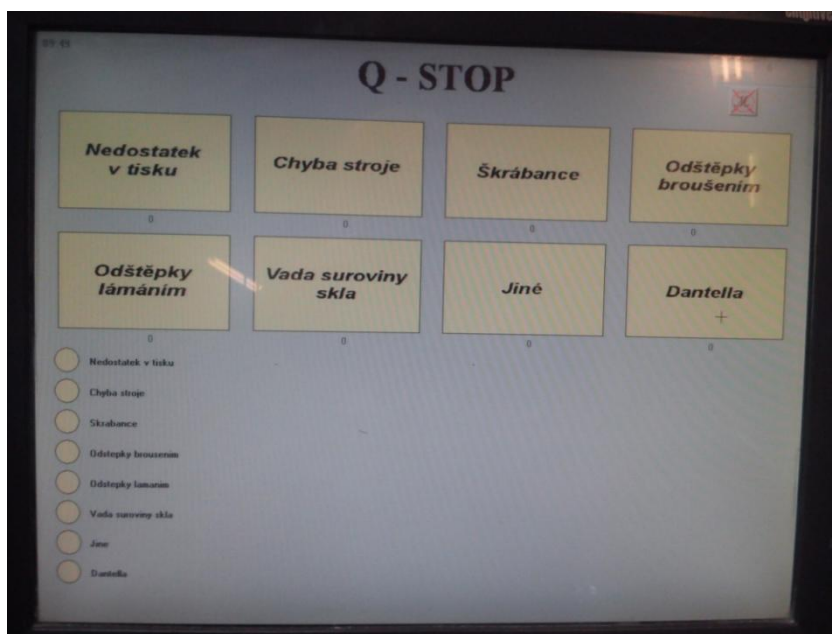 Q - STOP
Nedostatek
v tisku
Chyba stroje
Škrábance
Odštěpky
broušením
0
0
0
0
Odštěpky
lámáním
Vada suroviny
skla
Jiné
Dantella
0
0
0
0
Nedostatek v tisku
Chyba stroje
Skrabance
Odstepky brousenim
Odstepky lamanim
Vada suroviny skla
Jine
Dantella